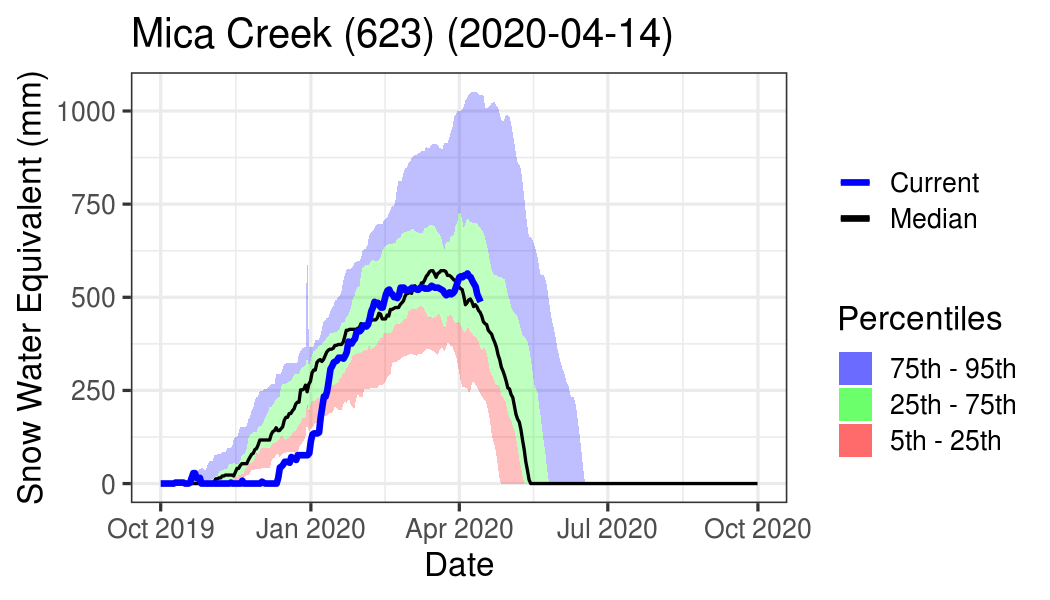 Mica Creek (623) (2020-04-14)
Snow Water Equivalent (mm)
1000
750
500
250
0
Oct 2019
Jan 2020
Apr 2020
Jul 2020
Oct 2020
Date
Current
Median
Percentiles
75th - 95th
25th - 75th
5th - 25th